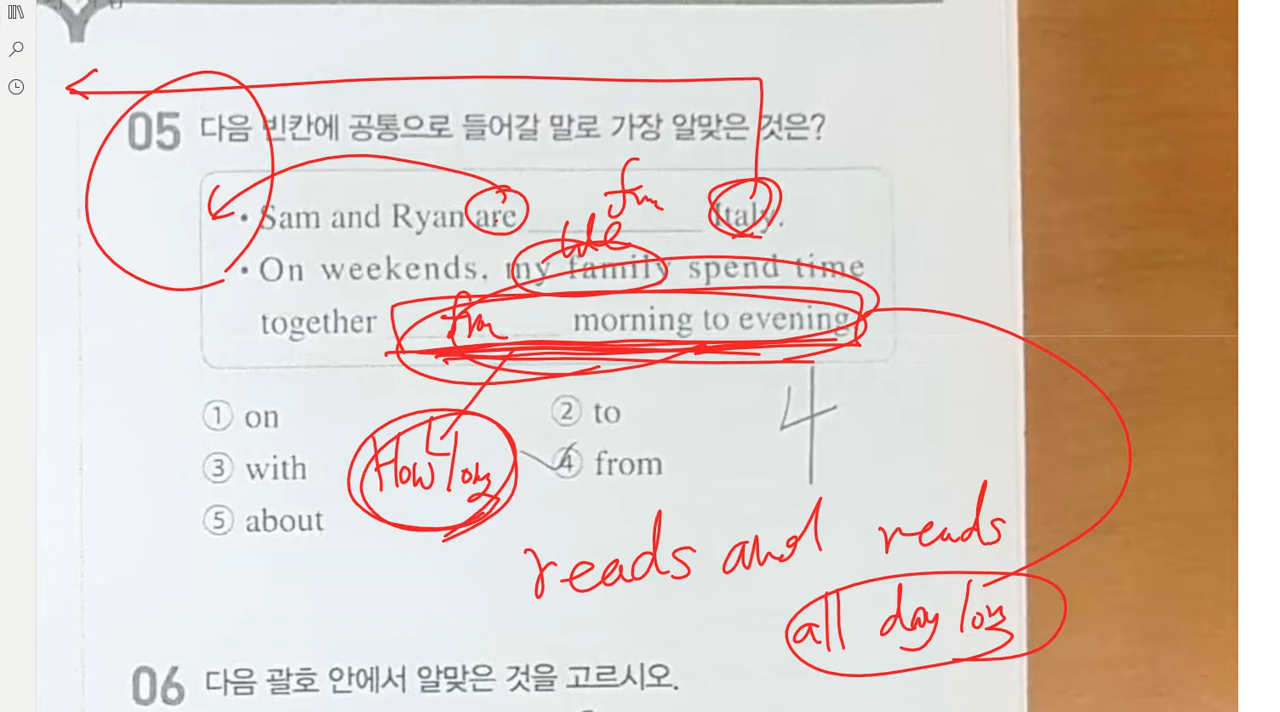 05 다음 빈칸에 공통으로 들어갈 말로 가장 알맞은 것은?
• Sam and Ryan are ________ Italy.
• On weekends, my family spend time
together ________ morning to evening.
① on
② to
③ with
④ from
⑤ about
How long
4
reads and reads
all day long
06 다음 괄호 안에서 알맞은 것을 고르시오.